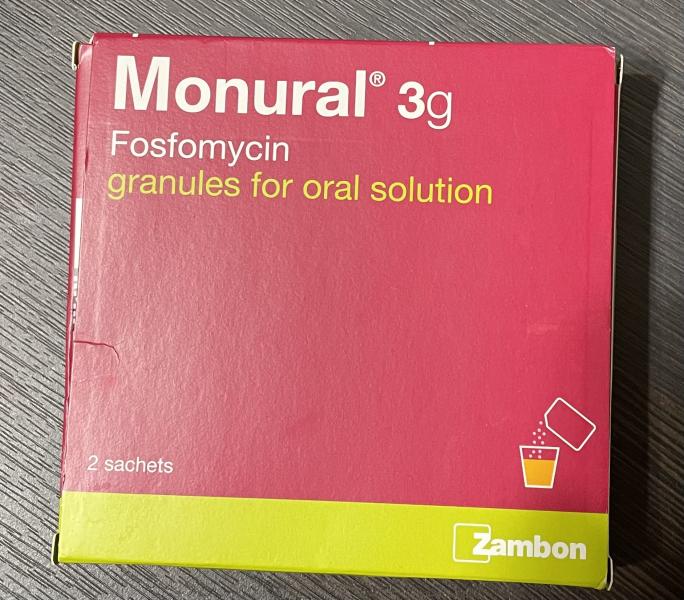 Monural® 3g
Fosfomycin
granules for oral solution
2 sachets
Zambon